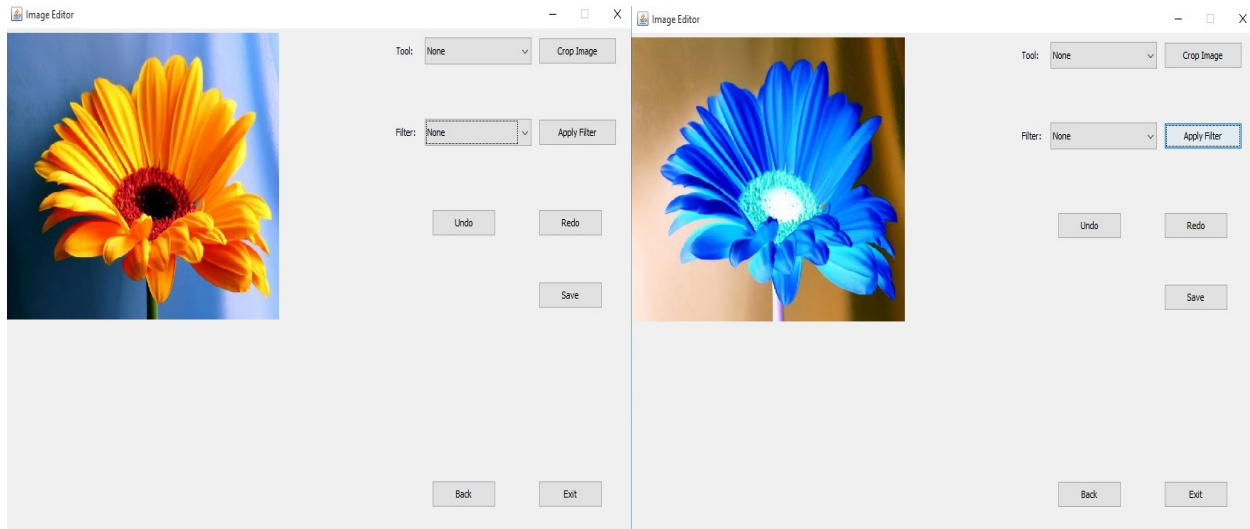 Image Editor
Tool: None Crop Image
Filter: None Apply Filter
Undo Redo
Save
Back Exit
Image Editor
Tool: None Crop Image
Filter: None Apply Filter
Undo Redo
Save
Back Exit